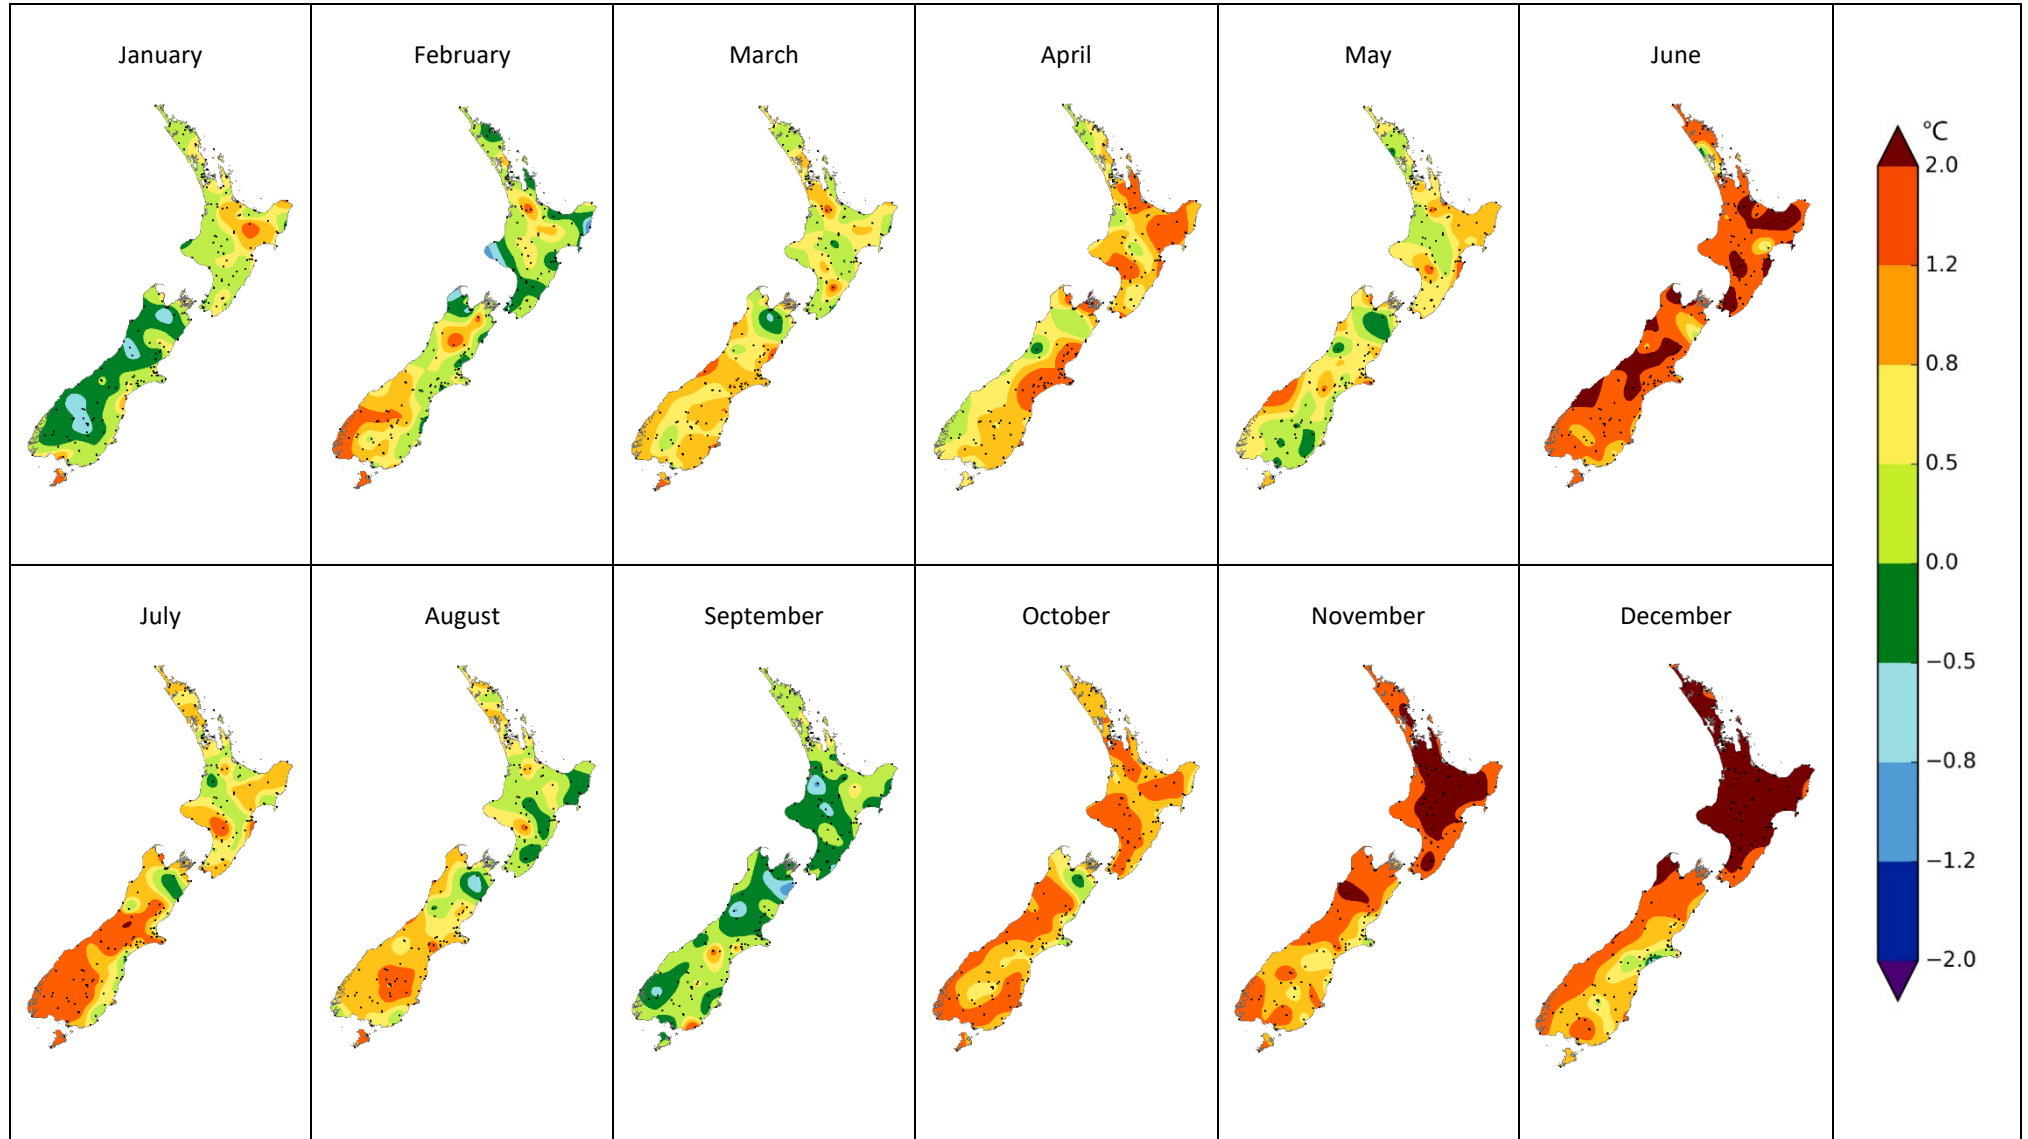 January
February
March
April
May
June
°C
2.0
1.2
0.8
0.5
0.0
−0.5
−0.8
−1.2
−2.0
July
August
September
October
November
December